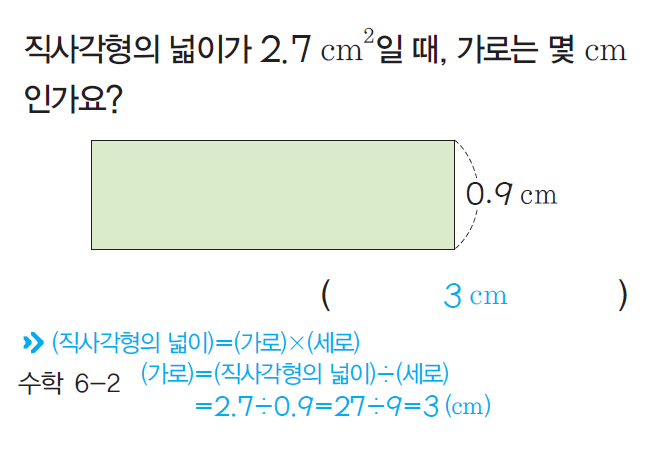 직사각형의 넓이가 2.7 cm²일 때, 가로는 몇 cm
인가요?
0.9 cm
( 3 cm )
(직사각형의 넓이)=(가로)×(세로)
수학 6-2 (가로)=(직사각형의 넓이)÷(세로)
=2.7÷0.9=27÷9=3 (cm)